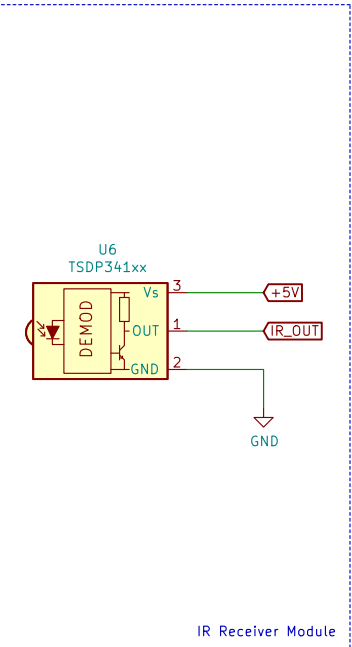 U6
TSDP341xx
Vs 3 +5V
DEMOD
OUT 1 IR_OUT
GND 2
GND
IR Receiver Module